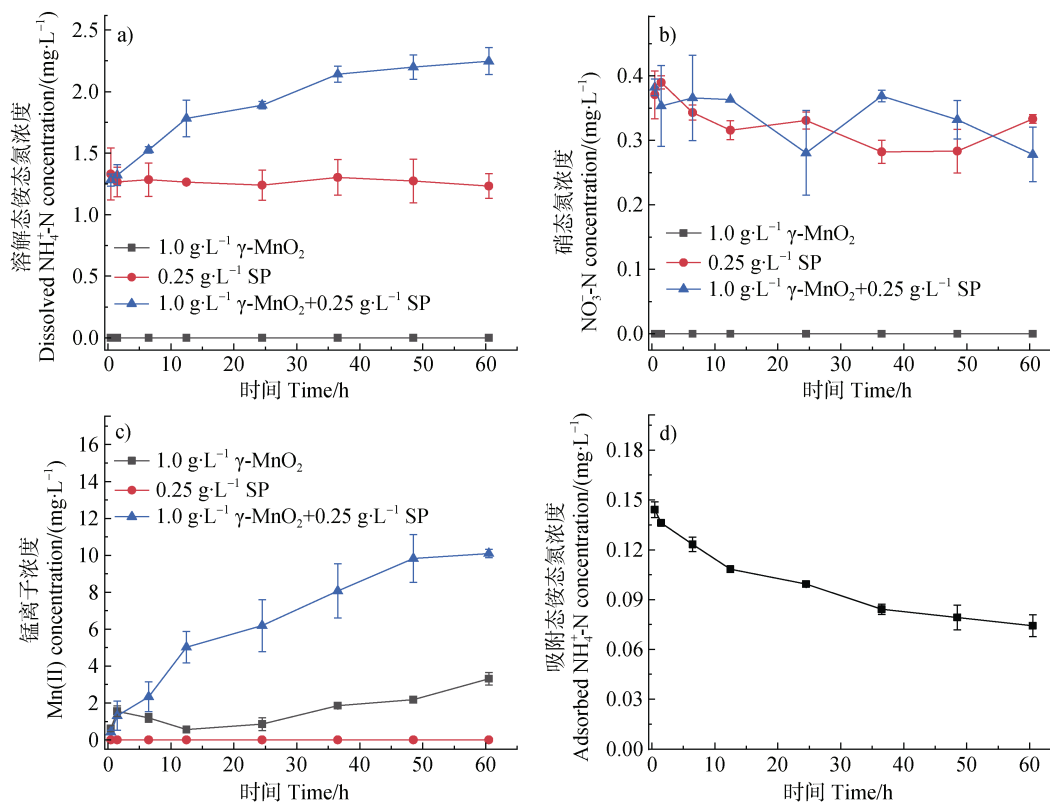 a)
溶解态铵态氮浓度
Dissolved NH₄⁺-N concentration/(mg·L⁻¹)
2.5
2.0
1.5
1.0
0.5
0.0
1.0 g·L⁻¹ γ-MnO₂
0.25 g·L⁻¹ SP
1.0 g·L⁻¹ γ-MnO₂+0.25 g·L⁻¹ SP
0 10 20 30 40 50 60
时间 Time/h
b)
硝态氮浓度
NO₃⁻-N concentration/(mg·L⁻¹)
0.4
0.3
0.2
0.1
0.0
1.0 g·L⁻¹ γ-MnO₂
0.25 g·L⁻¹ SP
1.0 g·L⁻¹ γ-MnO₂+0.25 g·L⁻¹ SP
0 10 20 30 40 50 60
时间 Time/h
c)
锰离子浓度
Mn(II) concentration/(mg·L⁻¹)
16
14
12
10
8
6
4
2
0
1.0 g·L⁻¹ γ-MnO₂
0.25 g·L⁻¹ SP
1.0 g·L⁻¹ γ-MnO₂+0.25 g·L⁻¹ SP
0 10 20 30 40 50 60
时间 Time/h
d)
吸附态铵态氮浓度
Adsorbed NH₄⁺-N concentration/(mg·L⁻¹)
0.18
0.15
0.12
0.09
0.06
0.03
0.00
0 10 20 30 40 50 60
时间 Time/h